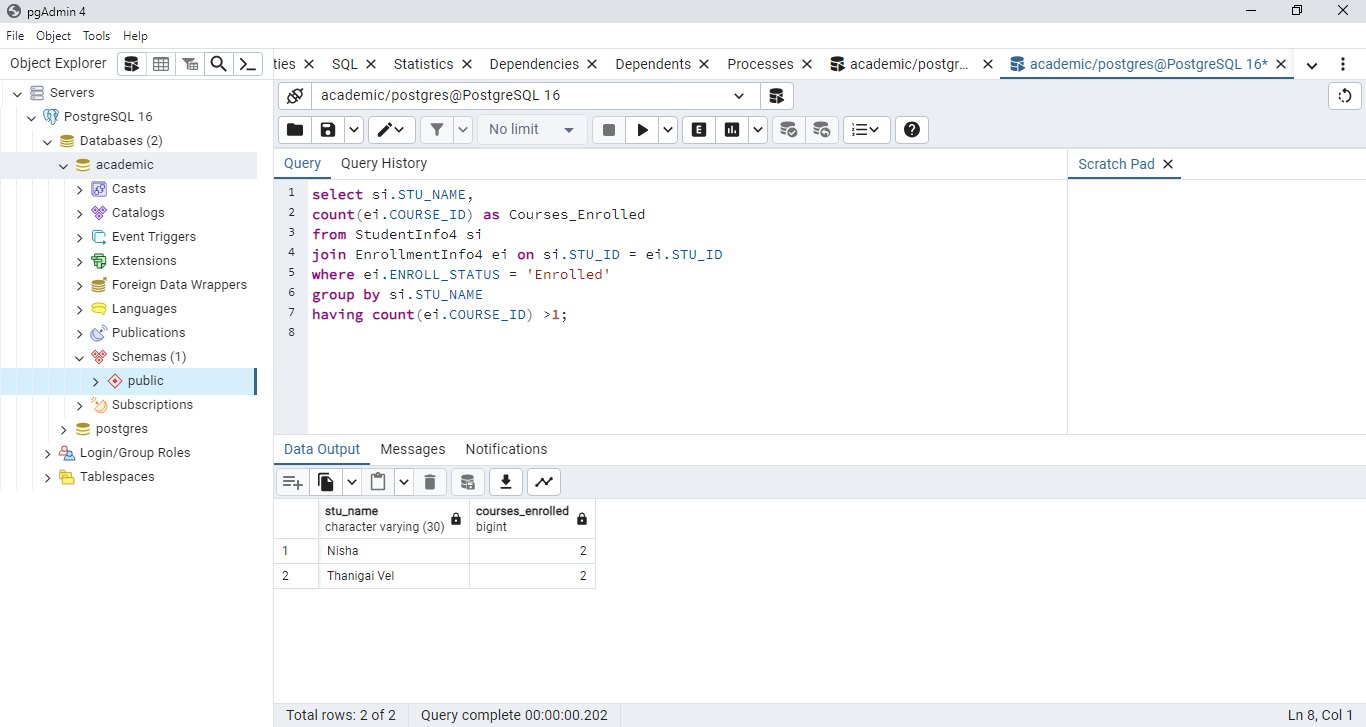 pgAdmin 4
File Object Tools Help
Object Explorer
ties SQL Statistics Dependencies Dependents Processes academic/postgr... academic/postgres@PostgreSQL 16*
Servers
PostgreSQL 16
Databases (2)
academic
Casts
Catalogs
Event Triggers
Extensions
Foreign Data Wrappers
Languages
Publications
Schemas (1)
public
Subscriptions
postgres
Login/Group Roles
Tablespaces
academic/postgres@PostgreSQL 16
No limit
E
Query Query History
Scratch Pad
1 select si.STU_NAME,
2 count(ei.COURSE_ID) as Courses_Enrolled
3 from StudentInfo4 si
4 join EnrollmentInfo4 ei on si.STU_ID = ei.STU_ID
5 where ei.ENROLL_STATUS = 'Enrolled'
6 group by si.STU_NAME
7 having count(ei.COURSE_ID) >1;
8
Data Output Messages Notifications
stu_name courses_enrolled
character varying (30) bigint
1 Nisha 2
2 Thanigai Vel 2
Total rows: 2 of 2 Query complete 00:00:00.202 Ln 8, Col 1